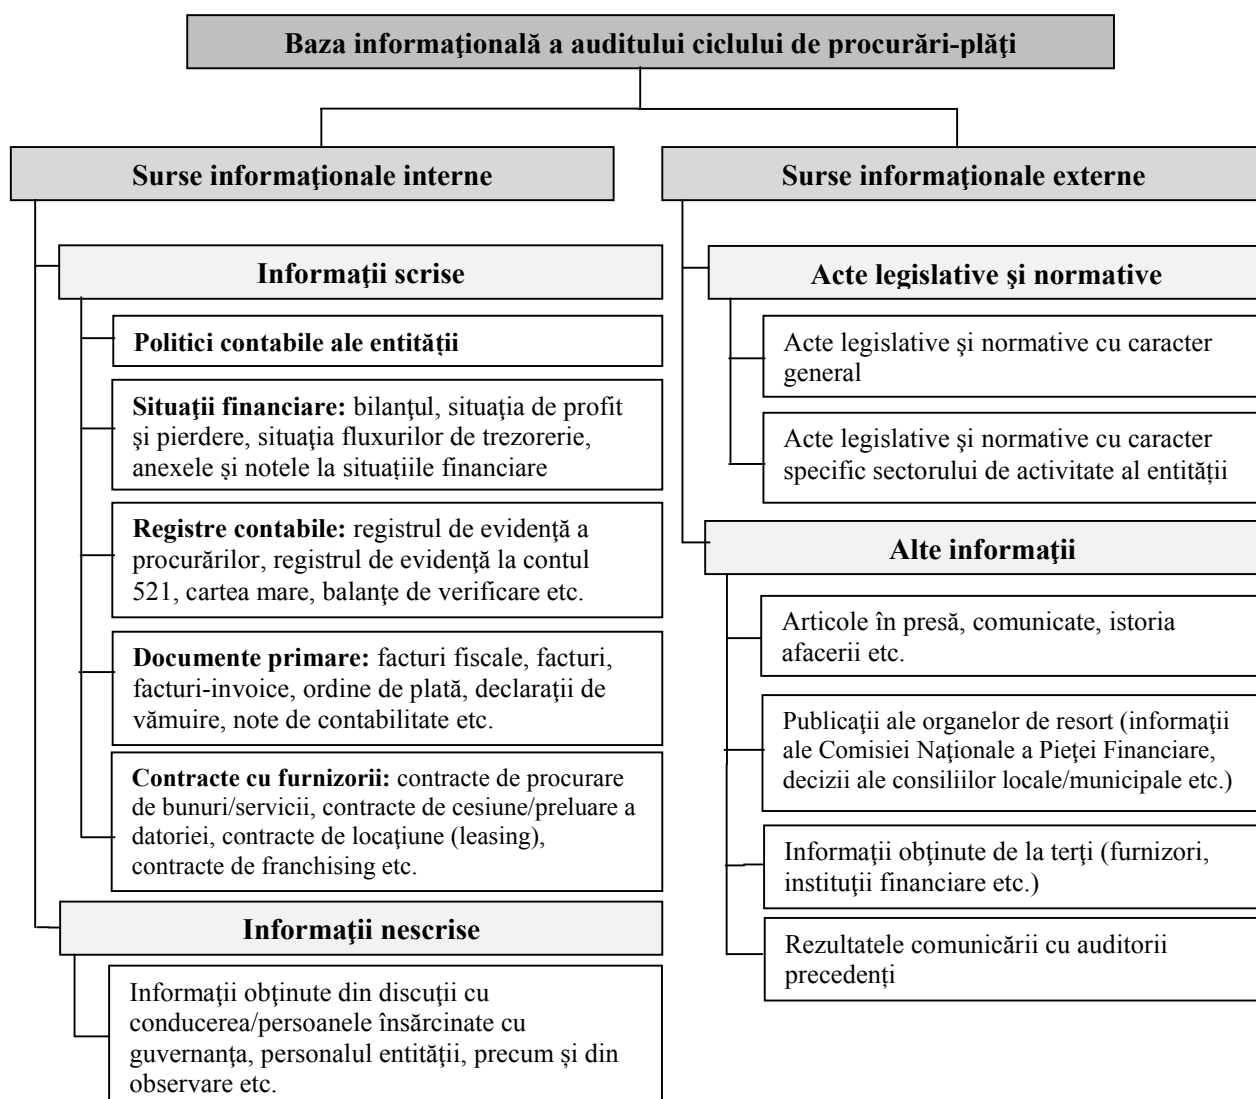 Baza informaţională a auditului ciclului de procurări-plăţi
Surse informaţionale interne
Informaţii scrise
Politici contabile ale entității
Situaţii financiare: bilanţul, situaţia de profit
şi pierdere, situaţia fluxurilor de trezorerie,
anexele și notele la situațiile financiare
Registre contabile: registrul de evidenţă a
procurărilor, registrul de evidenţă la contul
521, cartea mare, balanţe de verificare etc.
Documente primare: facturi fiscale, facturi,
facturi-invoice, ordine de plată, declaraţii de
vămuire, note de contabilitate etc.
Contracte cu furnizorii: contracte de procurare
de bunuri/servicii, contracte de cesiune/preluare a
datoriei, contracte de locaţiune (leasing),
contracte de franchising etc.
Informaţii nescrise
Informaţii obţinute din discuţii cu
conducerea/persoanele însărcinate cu
guvernanţa, personalul entităţii, precum și din
observare etc.
Surse informaţionale externe
Acte legislative şi normative
Acte legislative şi normative cu caracter
general
Acte legislative şi normative cu caracter
specific sectorului de activitate al entității
Alte informaţii
Articole în presă, comunicate, istoria
afacerii etc.
Publicaţii ale organelor de resort (informaţii
ale Comisiei Naţionale a Pieţei Financiare,
decizii ale consiliilor locale/municipale etc.)
Informaţii obţinute de la terţi (furnizori,
instituţii financiare etc.)
Rezultatele comunicării cu auditorii
precedenți